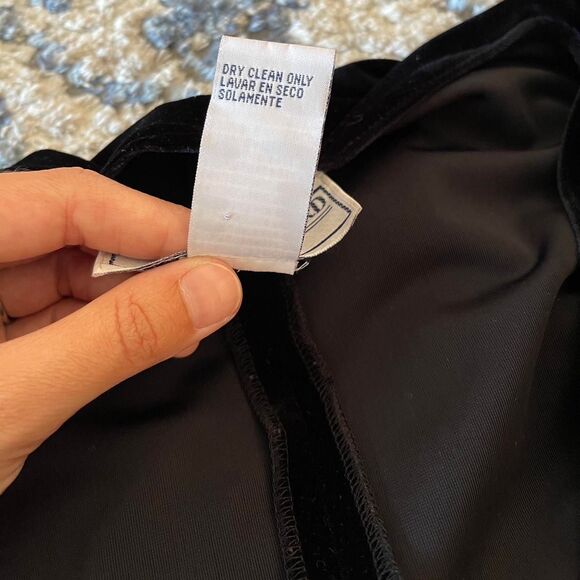 DRY CLEAN ONLY
LAVAR EN SECO
SOLAMENTE